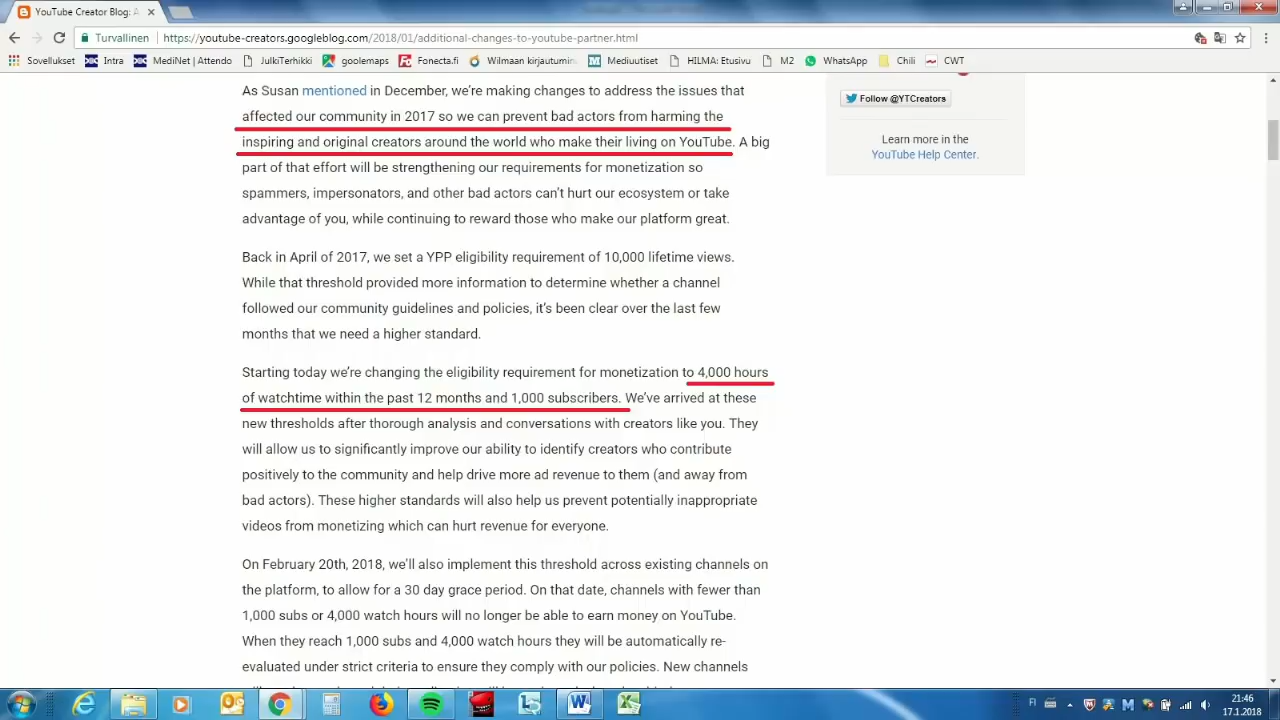 YouTube Creator Blog: A
Turvallinen
https://youtube-creators.googleblog.com/2018/01/additional-changes-to-youtube-partner.html
Sovellukset
Intra
MediNet | Attendo
JulkiTerhikki
goolemaps
Fonecta.fi
Wilmaan kirjautumin
Mediuutiset
HILMA: Etusivu
M2
WhatsApp
Chili
CWT
As Susan mentioned in December, we're making changes to address the issues that
affected our community in 2017 so we can prevent bad actors from harming the
inspiring and original creators around the world who make their living on YouTube. A big
part of that effort will be strengthening our requirements for monetization so
spammers, impersonators, and other bad actors can't hurt our ecosystem or take
advantage of you, while continuing to reward those who make our platform great.
Back in April of 2017, we set a YPP eligibility requirement of 10,000 lifetime views.
While that threshold provided more information to determine whether a channel
followed our community guidelines and policies, it's been clear over the last few
months that we need a higher standard.
Starting today we're changing the eligibility requirement for monetization to 4,000 hours
of watchtime within the past 12 months and 1,000 subscribers. We've arrived at these
new thresholds after thorough analysis and conversations with creators like you. They
will allow us to significantly improve our ability to identify creators who contribute
positively to the community and help drive more ad revenue to them (and away from
bad actors). These higher standards will also help us prevent potentially inappropriate
videos from monetizing which can hurt revenue for everyone.
On February 20th, 2018, we'll also implement this threshold across existing channels on
the platform, to allow for a 30 day grace period. On that date, channels with fewer than
1,000 subs or 4,000 watch hours will no longer be able to earn money on YouTube.
When they reach 1,000 subs and 4,000 watch hours they will be automatically re-
evaluated under strict criteria to ensure they comply with our policies. New channels
Follow @YTCreators
Learn more in the
YouTube Help Center.
FI
21:46
17.1.2018